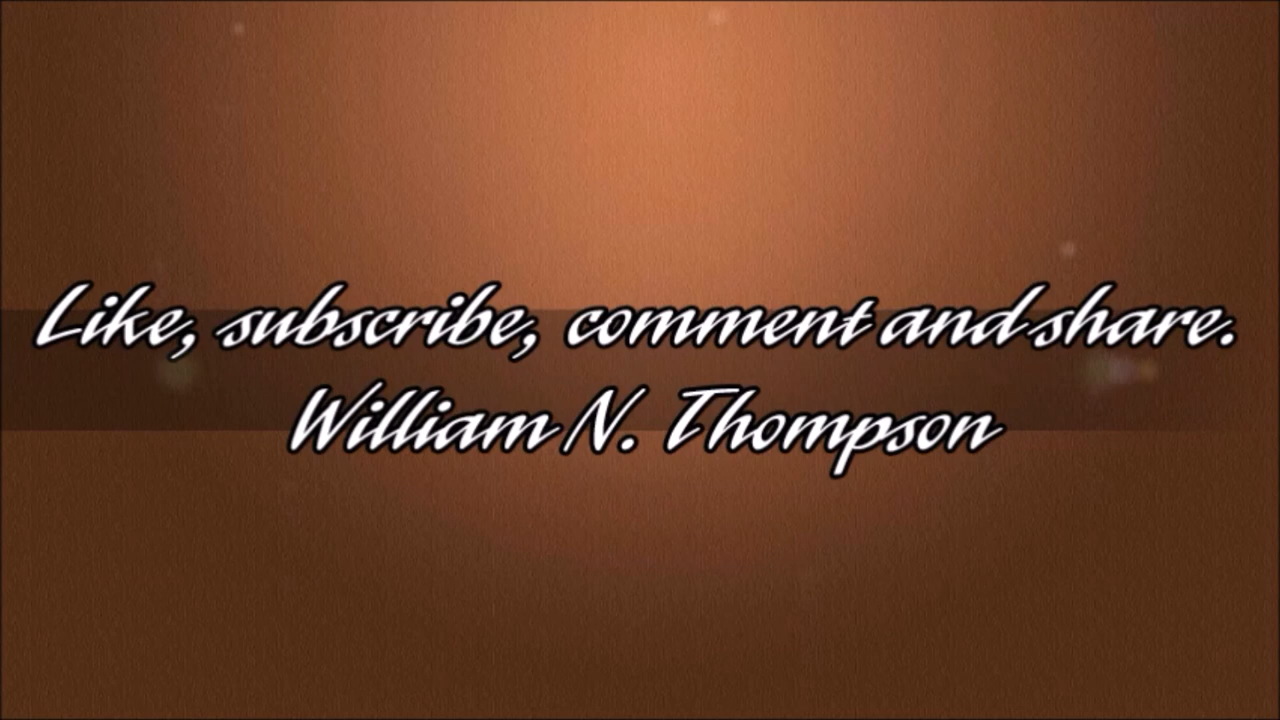 Like, subscribe, comment and share.
William N. Thompson